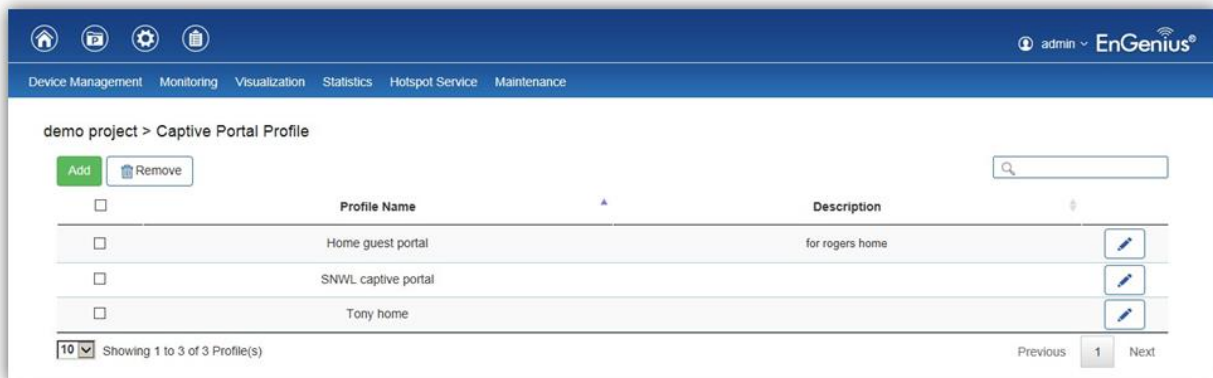 admin EnGenius®
Device Management Monitoring Visualization Statistics Hotspot Service Maintenance
demo project > Captive Portal Profile
Add Remove
Profile Name Description
Home guest portal for rogers home
SNWL captive portal
Tony home
10 Showing 1 to 3 of 3 Profile(s) Previous 1 Next